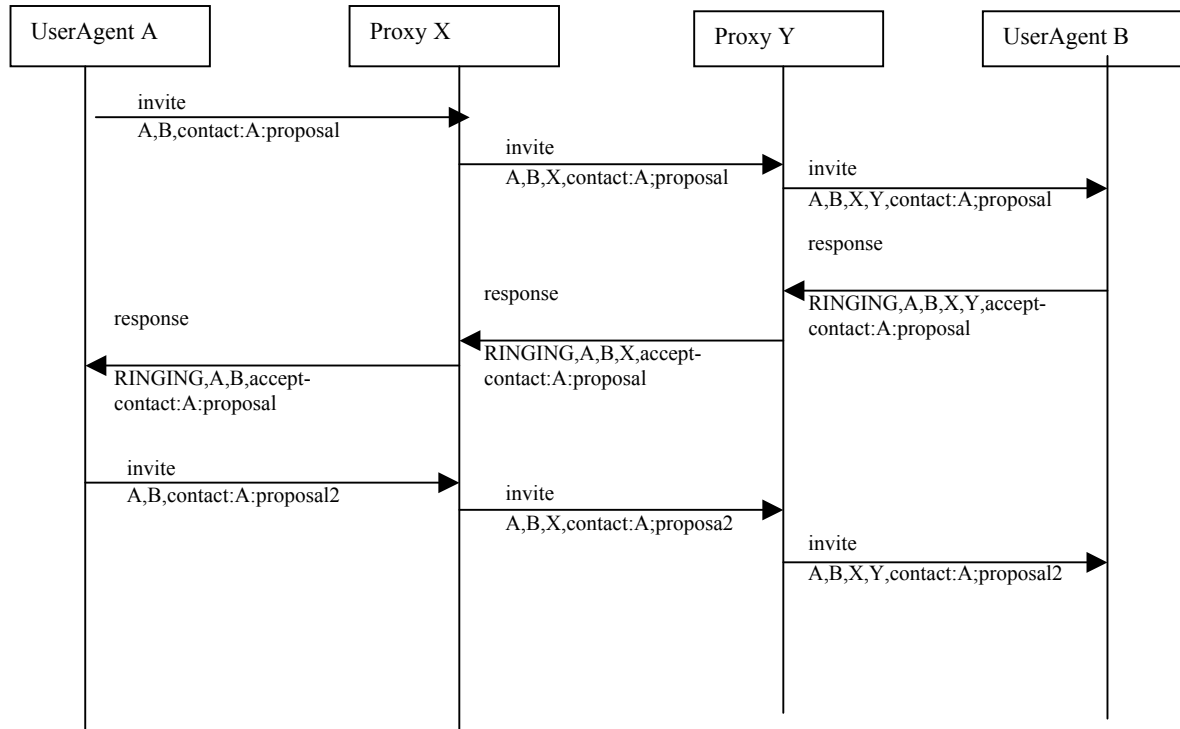 UserAgent A
Proxy X
Proxy Y
UserAgent B
invite
A,B,contact:A:proposal
invite
A,B,X,contact:A;proposal
invite
A,B,X,Y,contact:A;proposal
response
RINGING,A,B,X,Y,accept-
contact:A:proposal
response
RINGING,A,B,X,accept-
contact:A:proposal
response
RINGING,A,B,accept-
contact:A:proposal
invite
A,B,contact:A:proposal2
invite
A,B,X,contact:A;proposa2
invite
A,B,X,Y,contact:A;proposal2